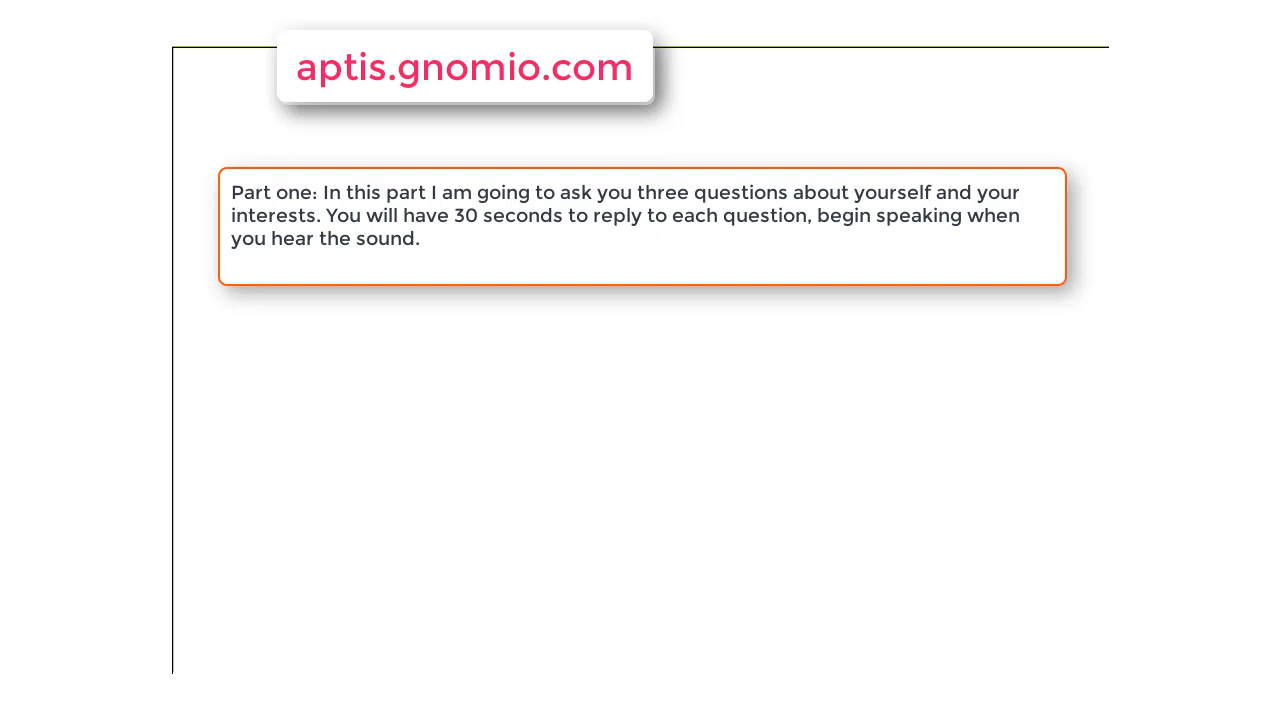 aptis.gnomio.com
Part one: In this part I am going to ask you three questions about yourself and your
interests. You will have 30 seconds to reply to each question, begin speaking when
you hear the sound.